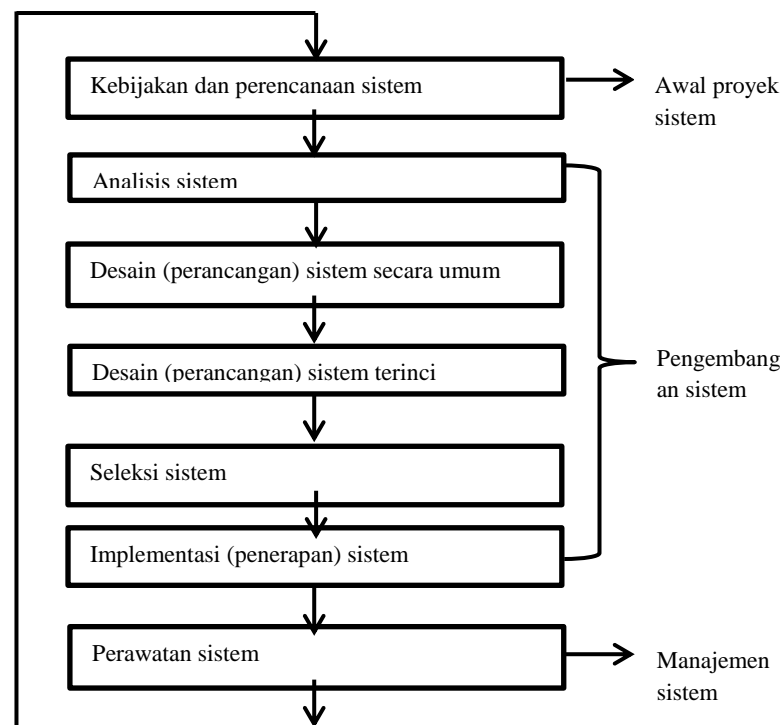 Kebijakan dan perencanaan sistem
Awal proyek
sistem
Analisis sistem
Desain (perancangan) sistem secara umum
Desain (perancangan) sistem terinci
Pengembang
an sistem
Seleksi sistem
Implementasi (penerapan) sistem
Perawatan sistem
Manajemen
sistem